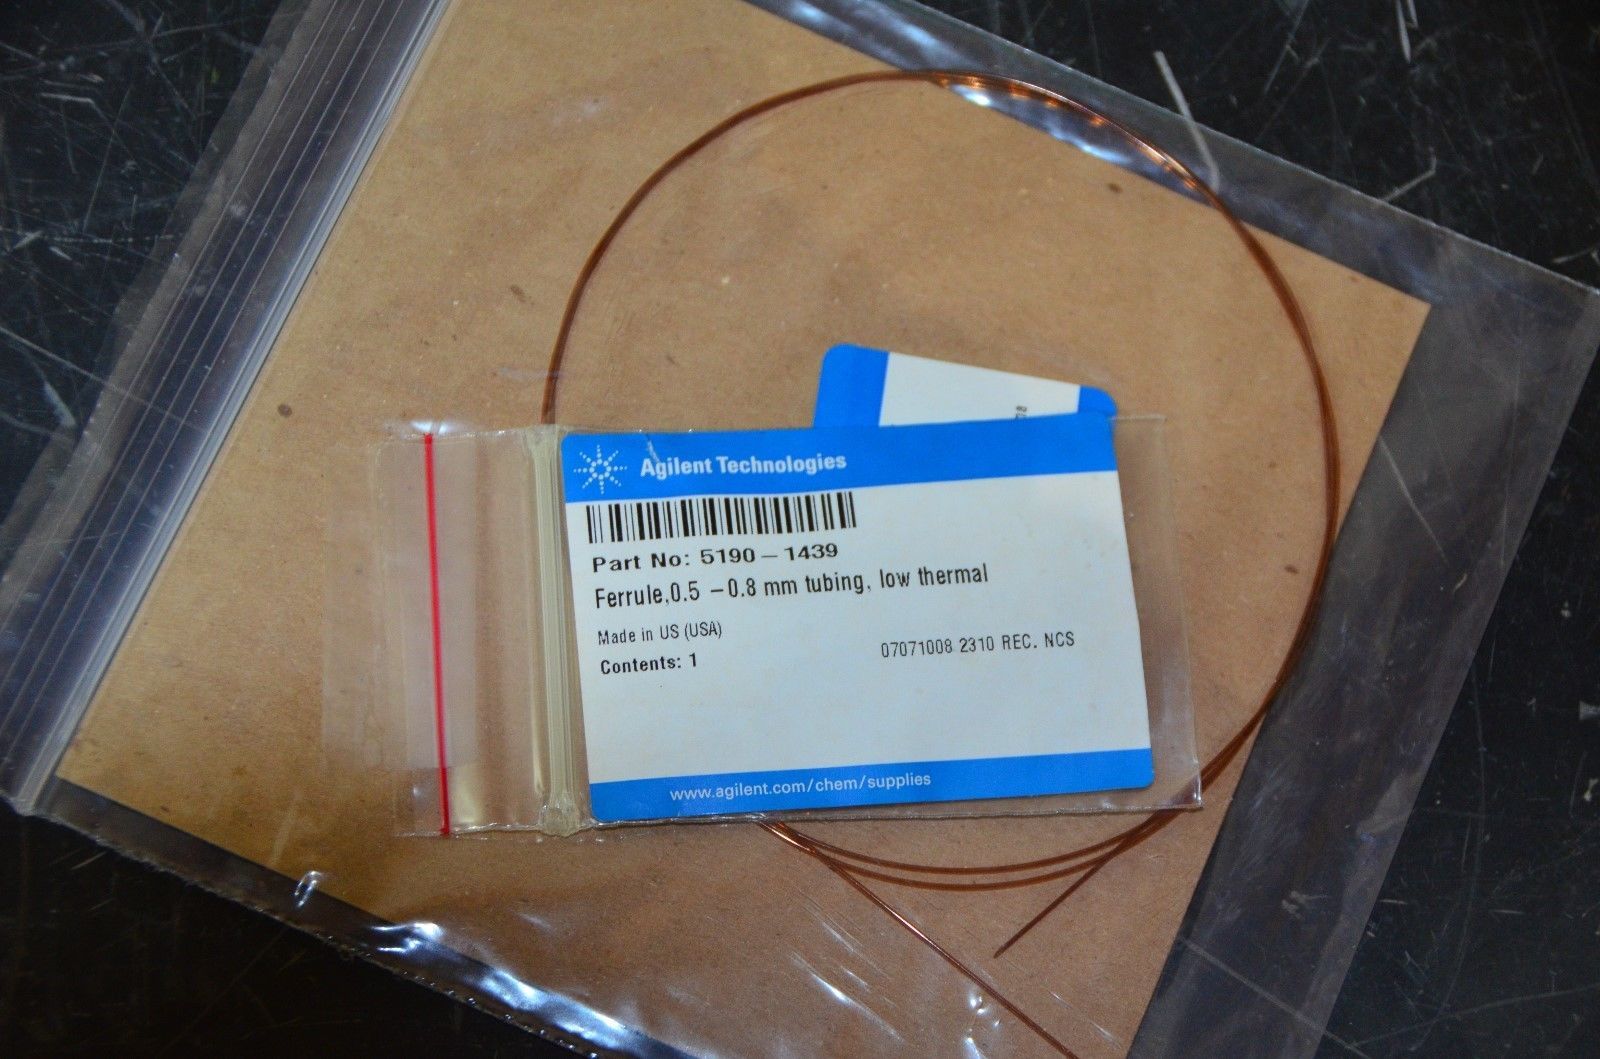 Agilent Technologies
Part No: 5190-1439
Ferrule,0.5 -0.8 mm tubing, low thermal
Made in US (USA)
07071008 2310 REC. NCS
Contents: 1
www.agilent.com/chem/supplies